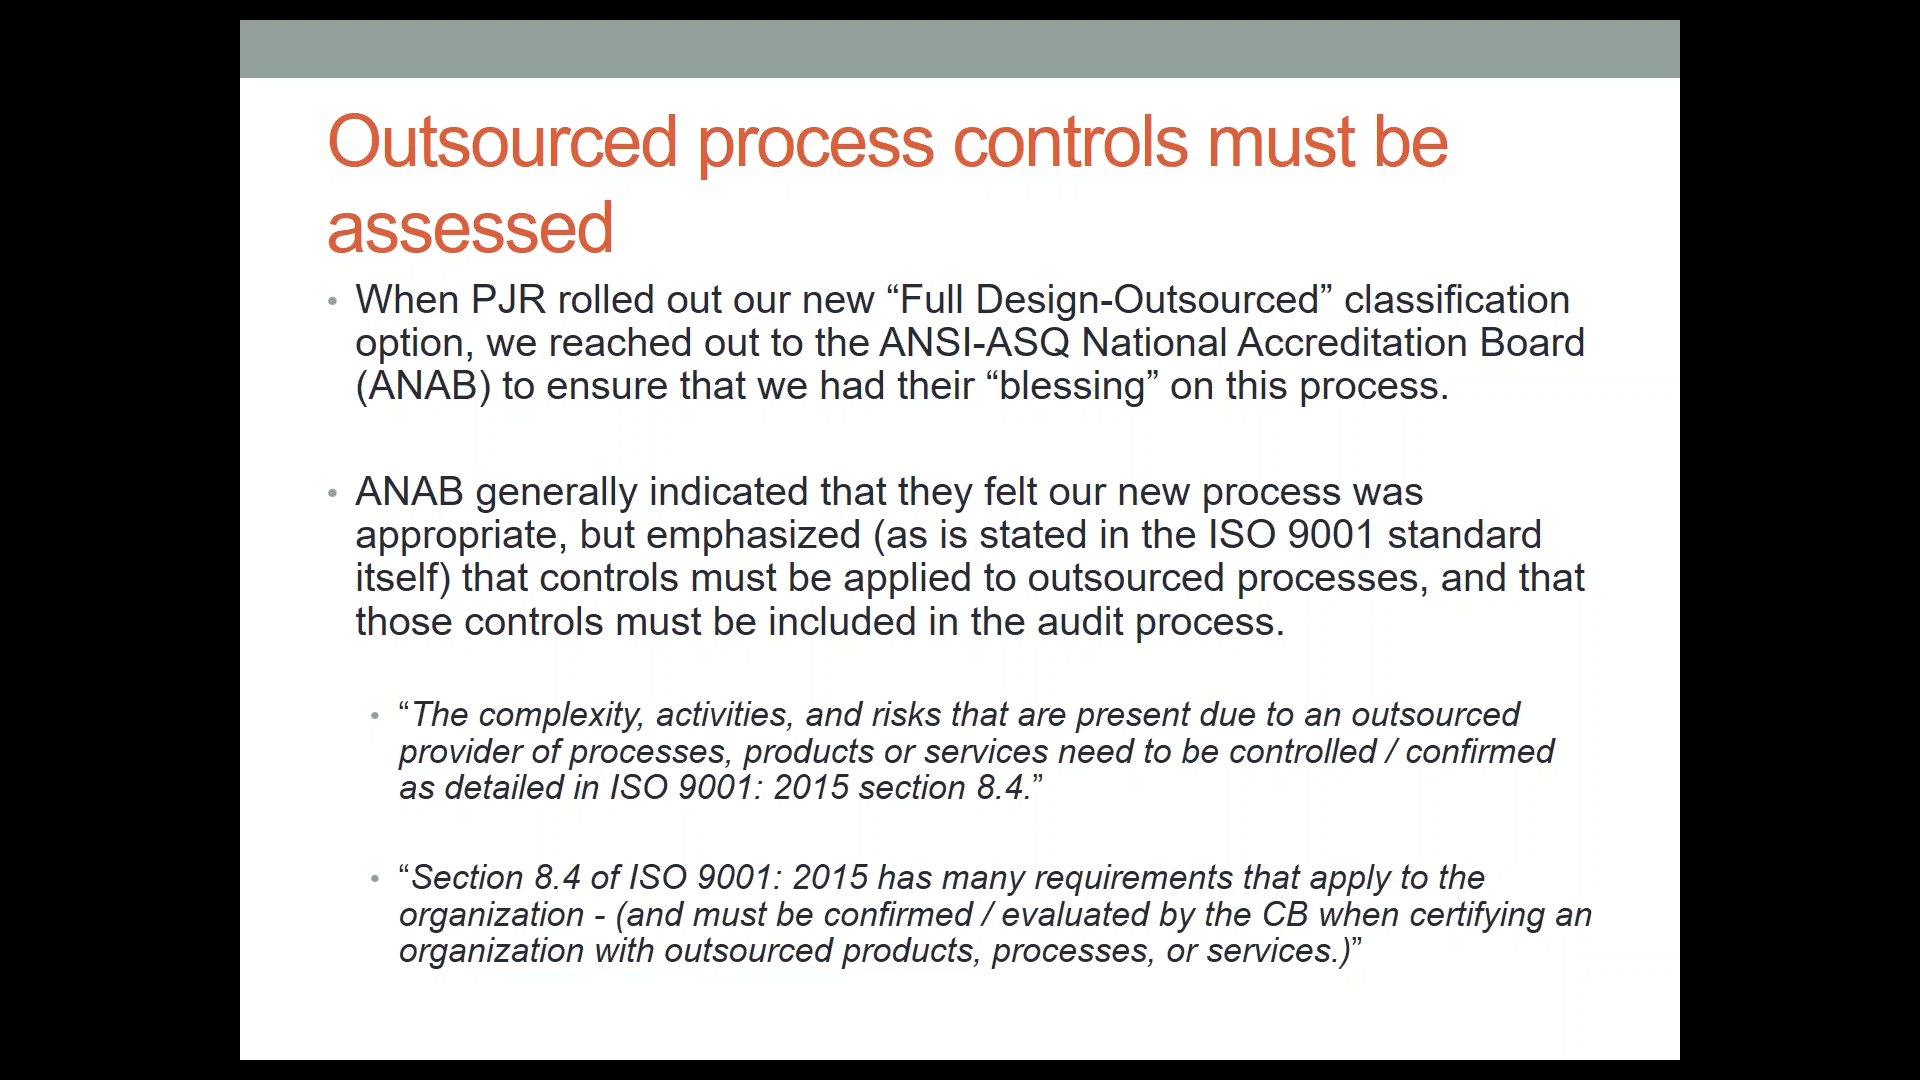 Outsourced process controls must be
assessed
• When PJR rolled out our new “Full Design-Outsourced” classification
option, we reached out to the ANSI-ASQ National Accreditation Board
(ANAB) to ensure that we had their “blessing” on this process.
• ANAB generally indicated that they felt our new process was
appropriate, but emphasized (as is stated in the ISO 9001 standard
itself) that controls must be applied to outsourced processes, and that
those controls must be included in the audit process.
• “The complexity, activities, and risks that are present due to an outsourced
provider of processes, products or services need to be controlled / confirmed
as detailed in ISO 9001: 2015 section 8.4.”
• “Section 8.4 of ISO 9001: 2015 has many requirements that apply to the
organization - (and must be confirmed / evaluated by the CB when certifying an
organization with outsourced products, processes, or services.)”